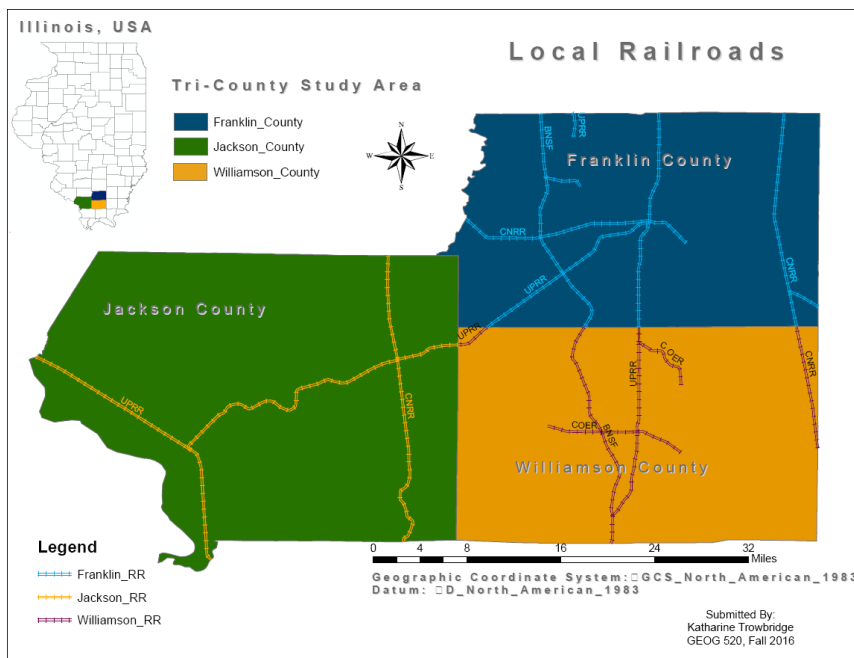 Illinois, USA
Local Railroads
Tri-County Study Area
Franklin_County
Jackson_County
Williamson_County
N
W E
S
BNSF
UPRR
Franklin County
CNRR
CNRR
UPRR
Jackson County
UPRR
UPRR
CNRR
C OER
UPRR
CNRR
COER
BNSF
Williamson County
Legend
Franklin_RR
Jackson_RR
Williamson_RR
0 2 4 8 16 24 32
Miles
Geographic Coordinate System: □GCS_North_American_1983
Datum: □D_North_American_1983
Submitted By:
Katharine Trowbridge
GEOG 520, Fall 2016